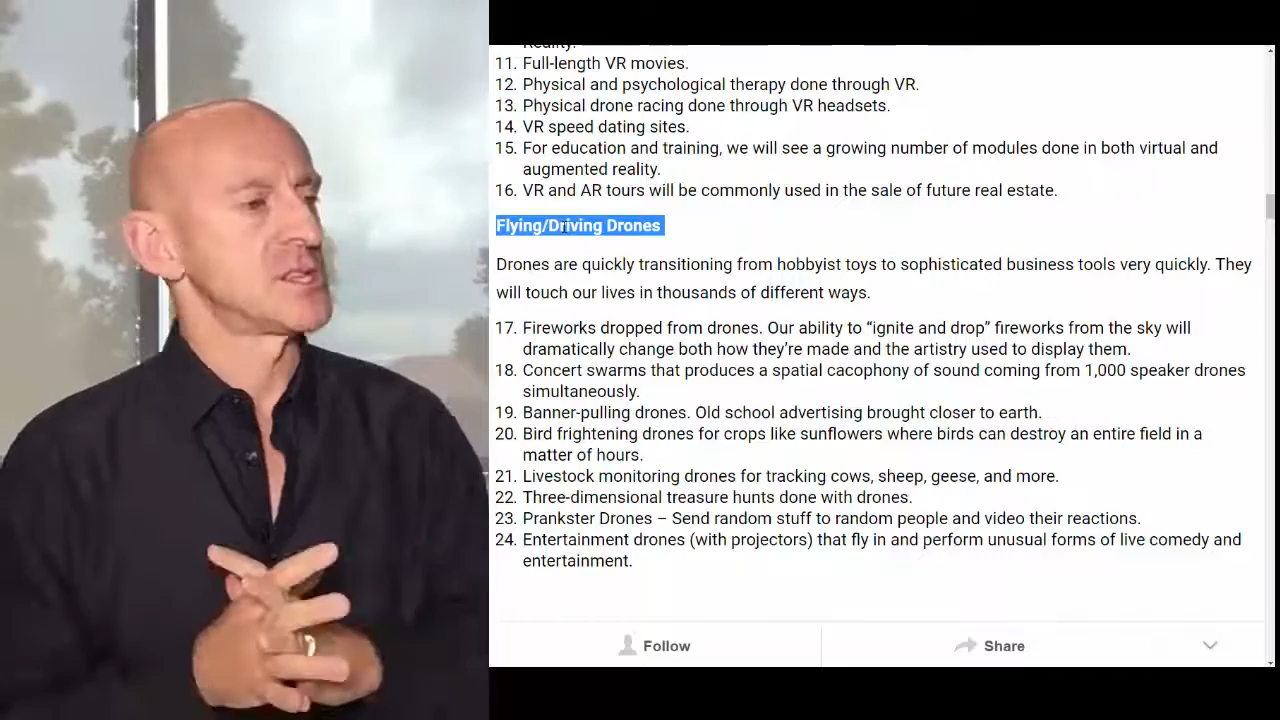 Reality.
11. Full-length VR movies.
12. Physical and psychological therapy done through VR.
13. Physical drone racing done through VR headsets.
14. VR speed dating sites.
15. For education and training, we will see a growing number of modules done in both virtual and
augmented reality.
16. VR and AR tours will be commonly used in the sale of future real estate.
Flying/Driving Drones
Drones are quickly transitioning from hobbyist toys to sophisticated business tools very quickly. They
will touch our lives in thousands of different ways.
17. Fireworks dropped from drones. Our ability to “ignite and drop” fireworks from the sky will
dramatically change both how they’re made and the artistry used to display them.
18. Concert swarms that produces a spatial cacophony of sound coming from 1,000 speaker drones
simultaneously.
19. Banner-pulling drones. Old school advertising brought closer to earth.
20. Bird frightening drones for crops like sunflowers where birds can destroy an entire field in a
matter of hours.
21. Livestock monitoring drones for tracking cows, sheep, geese, and more.
22. Three-dimensional treasure hunts done with drones.
23. Prankster Drones – Send random stuff to random people and video their reactions.
24. Entertainment drones (with projectors) that fly in and perform unusual forms of live comedy and
entertainment.
Follow
Share